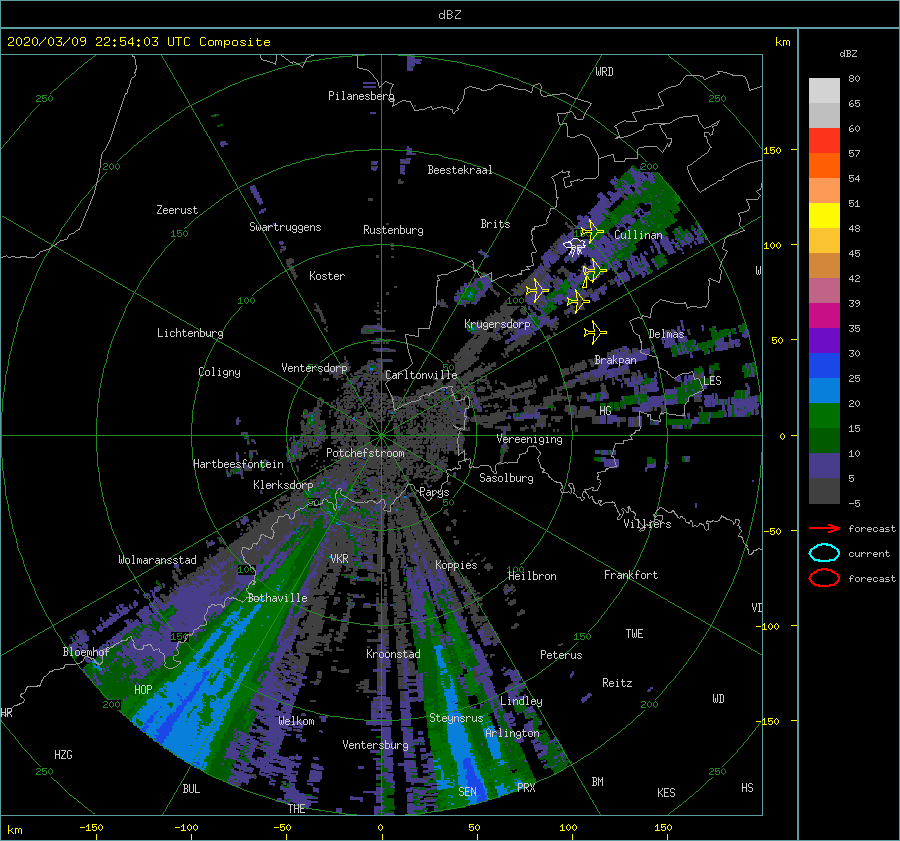 dBZ
2020/03/09 22:54:03 UTC Composite
km
dBZ
WRD
250
Pilanesberg
250
80
65
60
57
54
51
48
45
42
39
35
30
25
20
15
10
5
-5
150
200
Beestekraal
200
Zeerust
Swartruggens
150
Rustenburg
Brits
Cullinan
100
W
Koster
100
100
Lichtenburg
Krugersdorp
Delmas
50
Coligny
Ventersdorp
Carltonville
Brakpan
LES
HG
Vereeniging
0
Potchefstroom
Hartbeesfontein
Klerksdorp
Parys
Sasolburg
50
50
Villiers
forecast
-50
current
forecast
Wolmaransstad
VKR
Koppies
100
100
Heilbron
Frankfort
Bothaville
VD
-100
150
150
TWE
Bloemhof
Kroonstad
Peterus
HOP
Reitz
WD
200
Lindley
200
HR
Welkom
Steynsrus
-150
Arlington
Ventersburg
HZG
250
250
BUL
SEN
PRX
BM
KES
HS
THE
km
-150
-100
-50
0
50
100
150